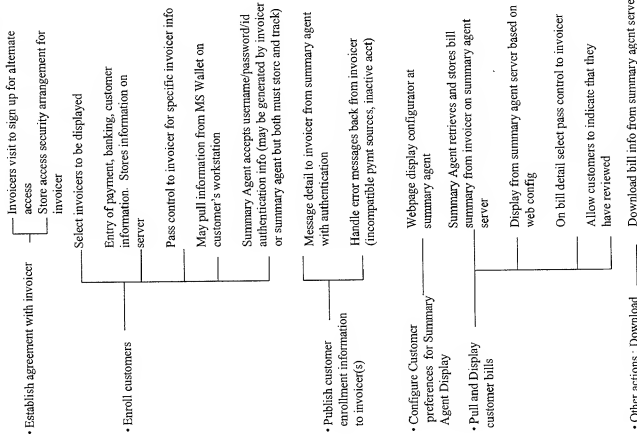 • Establish agreement with invoicer
Invoicers visit to sign up for alternate
access
Store access security arrangement for
invoicer
• Enroll customers
Select invoicers to be displayed
Entry of payment, banking, customer
information. Stores information on
server
Pass control to invoicer for specific invoicer info
May pull information from MS Wallet on
customer's workstation
Summary Agent accepts username/password/id
authentication info (may be generated by invoicer
or summary agent but both must store and track)
• Publish customer
enrollment information
to invoicer(s)
Message detail to invoicer from summary agent
with authentication
Handle error messages back from invoicer
(incompatible pymt sources, inactive acct)
• Configure Customer
preferences for Summary
Agent Display
Webpage display configurator at
summary agent
• Pull and Display
customer bills
Summary Agent retrieves and stores bill
summary from invoicer on summary agent
server
Display from summary agent server based on
web config
On bill detail select pass control to invoicer
Allow customers to indicate that they
have reviewed
• Other actions : Download
Download bill info from summary agent server